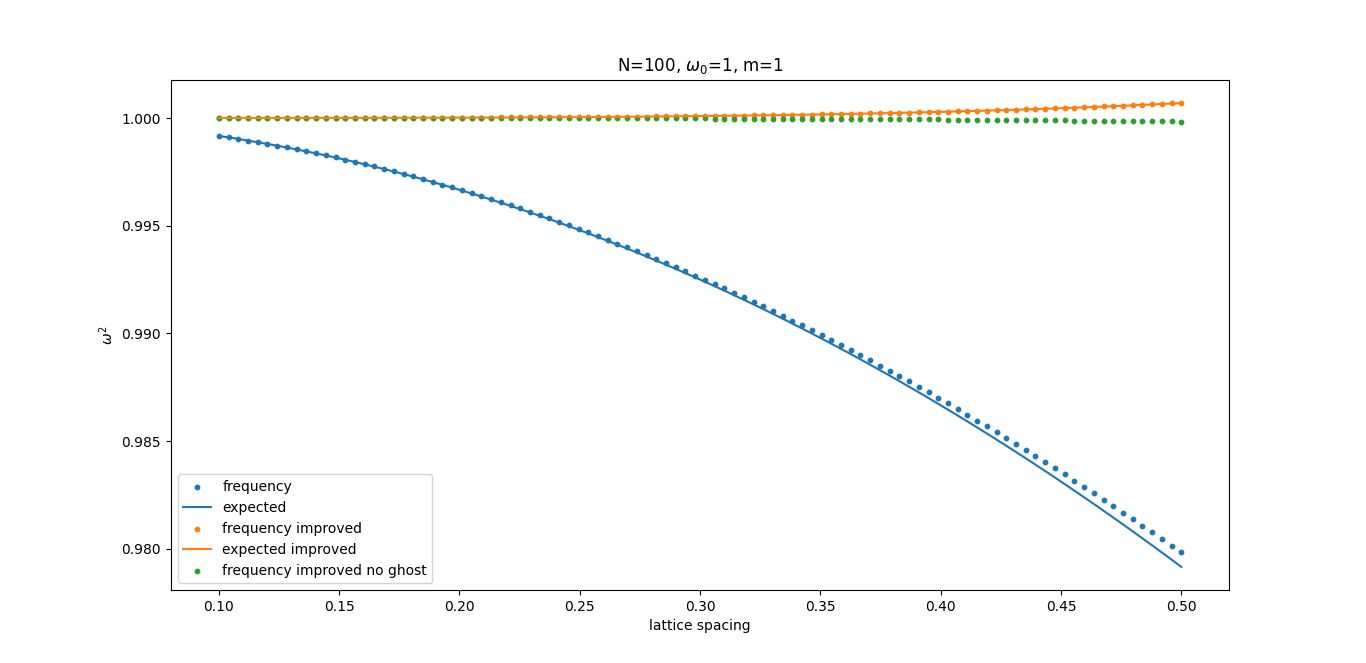 N=100, ω₀=1, m=1
ω²
1.000
0.995
0.990
0.985
0.980
frequency
expected
frequency improved
expected improved
frequency improved no ghost
0.10 0.15 0.20 0.25 0.30 0.35 0.40 0.45 0.50
lattice spacing